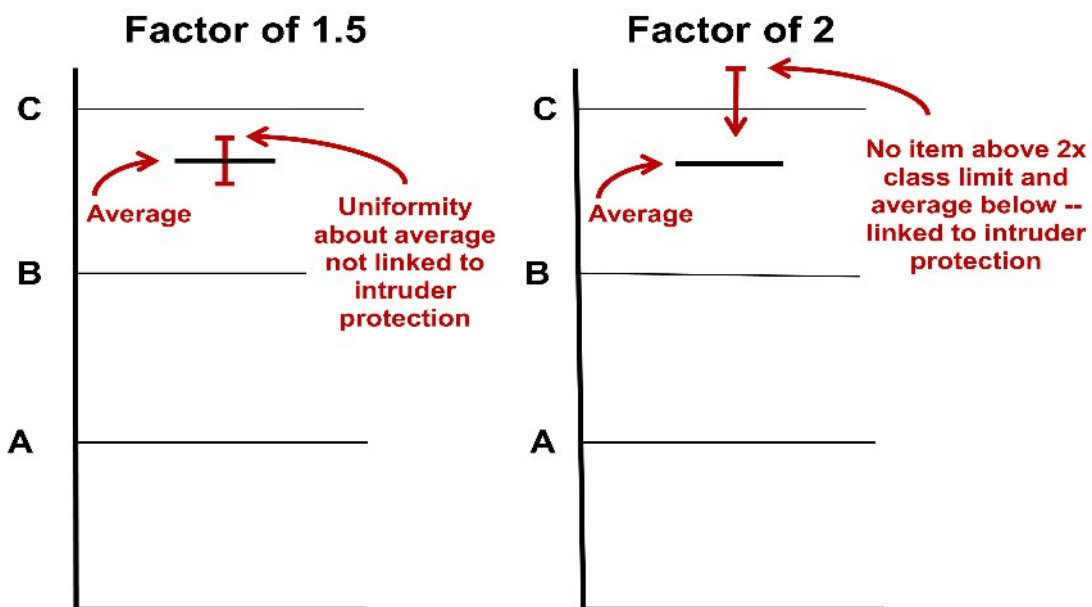 Factor of 1.5
C
Average
Uniformity
about average
not linked to
intruder
protection
B
A
Factor of 2
C
Average
No item above 2x
class limit and
average below --
linked to intruder
protection
B
A